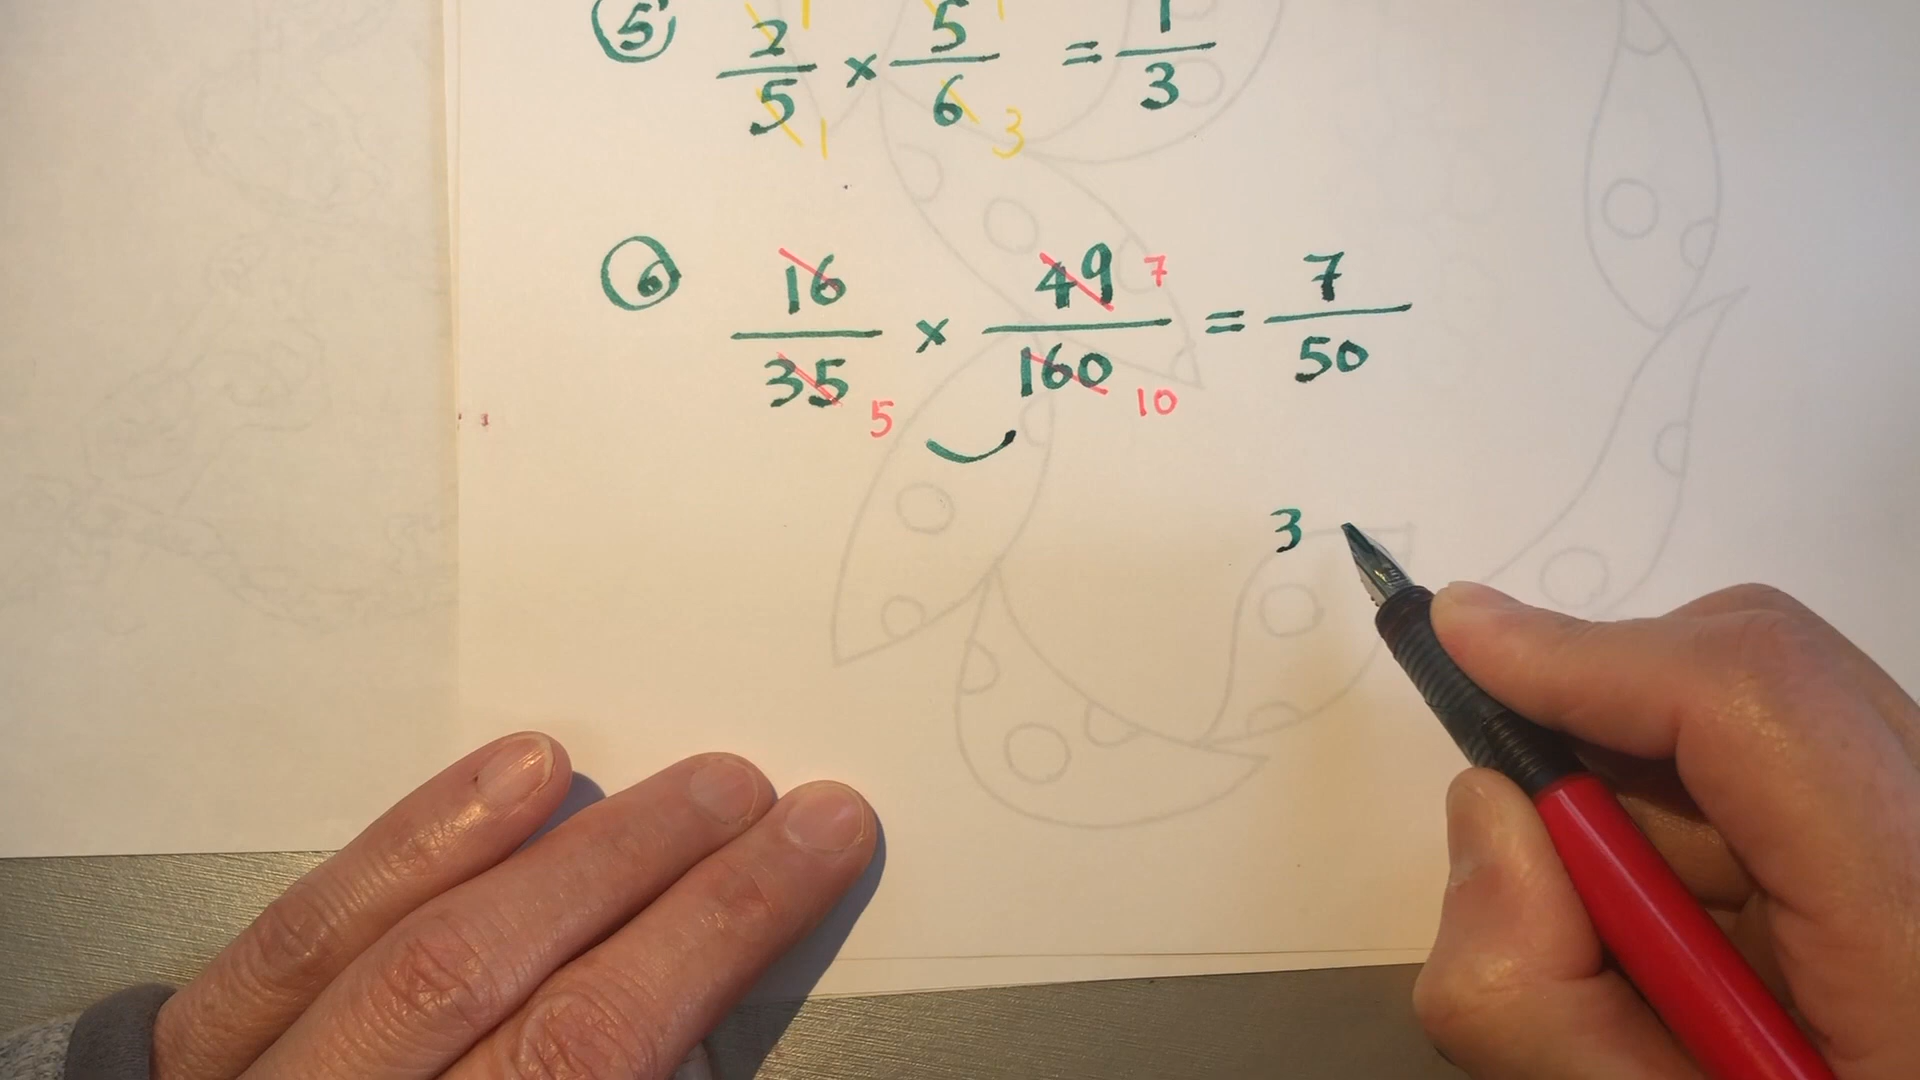 5 2/5 × 5/6 = 1/3
1 1
1 3
6 16/35 × 49/160 = 7/50
7
5 10
3